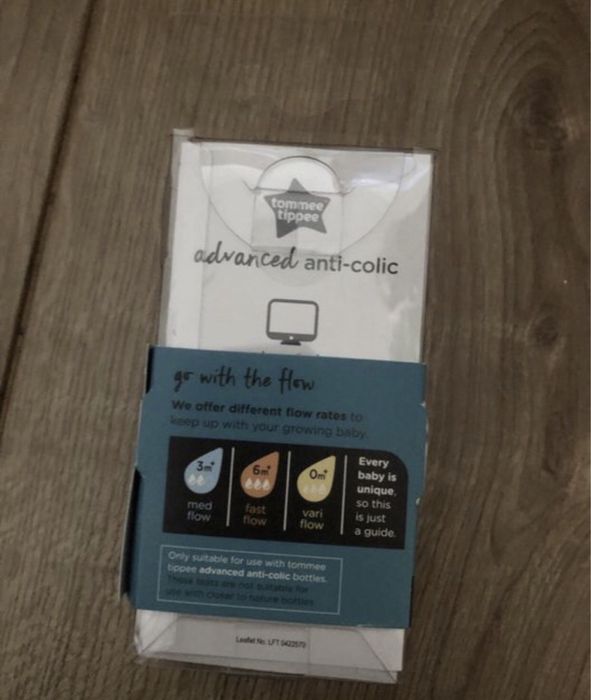 tommee
tippee
advanced anti-colic
go with the flow
We offer different flow rates to
keep up with your growing baby.
3m+
med
flow
6m+
fast
flow
0m+
vari
flow
Every
baby is
unique,
so this
is just
a guide.
Only suitable for use with tommee
tippee advanced anti-colic bottles.
These teats are not suitable for
use with closer to nature bottles.
Leaflet No. LFT 0422570